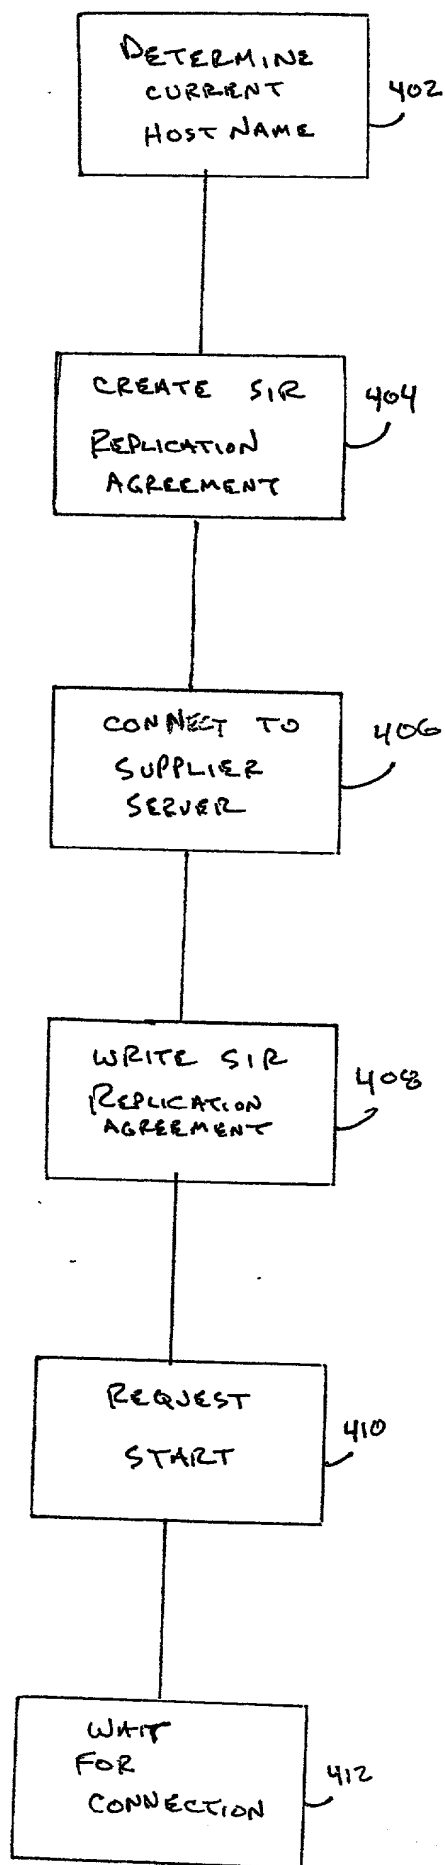 DETERMINE
CURRENT
HOST NAME
402
CREATE SIR
REPLICATION
AGREEMENT
404
CONNECT TO
SUPPLIER
SERVER
406
WRITE SIR
REPLICATION
AGREEMENT
408
REQUEST
START
410
WAIT
FOR
CONNECTION
412